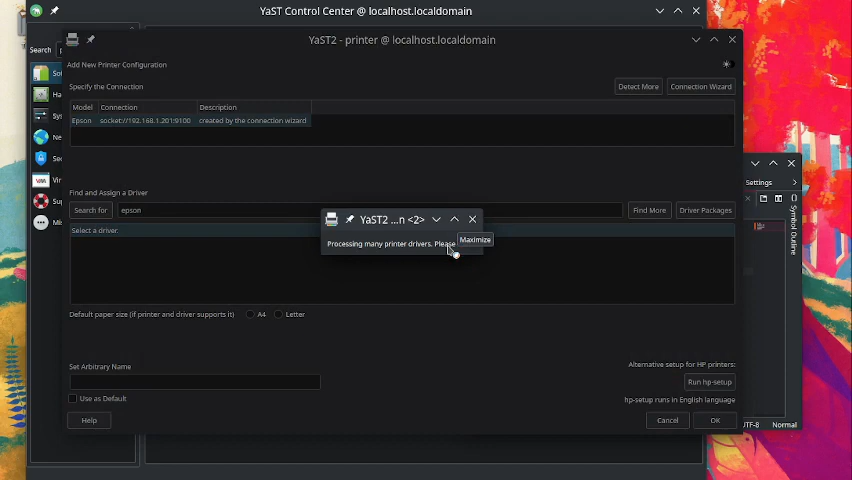 YaST Control Center @ localhost.localdomain
YaST2 - printer @ localhost.localdomain
Search
Add New Printer Configuration
Specify the Connection
Detect More
Connection Wizard
Model Connection Description
Epson socket://192.168.1.201:9100 created by the connection wizard
Find and Assign a Driver
Search for
epson
Find More
Driver Packages
Select a driver.
YaST2 ...n <2>
Processing many printer drivers. Please
Maximize
Settings
Symbol Outline
Default paper size (if printer and driver supports it)
A4
Letter
Set Arbitrary Name
Alternative setup for HP printers:
Run hp-setup
Use as Default
hp-setup runs in English language
Help
Cancel
OK
UTF-8
Normal